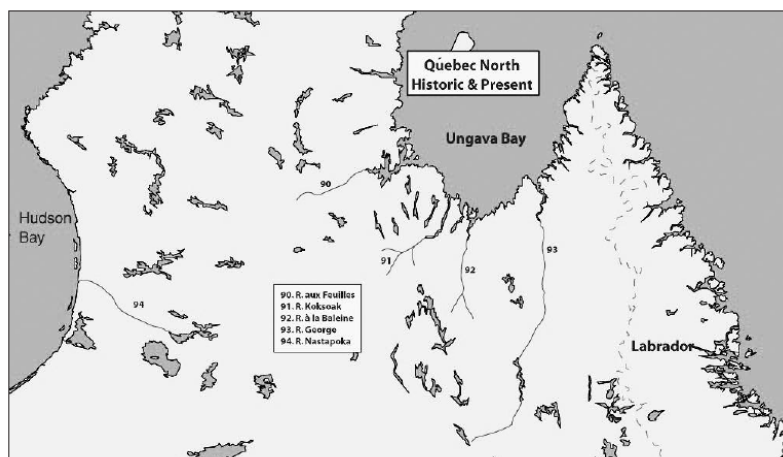 Quebec North
Historic & Present
Ungava Bay
90
Hudson
Bay
93
91
92
90. R. aux Feuilles
91. R. Koksoak
92. R. à la Baleine
93. R. George
94. R. Nastapoka
94
Labrador